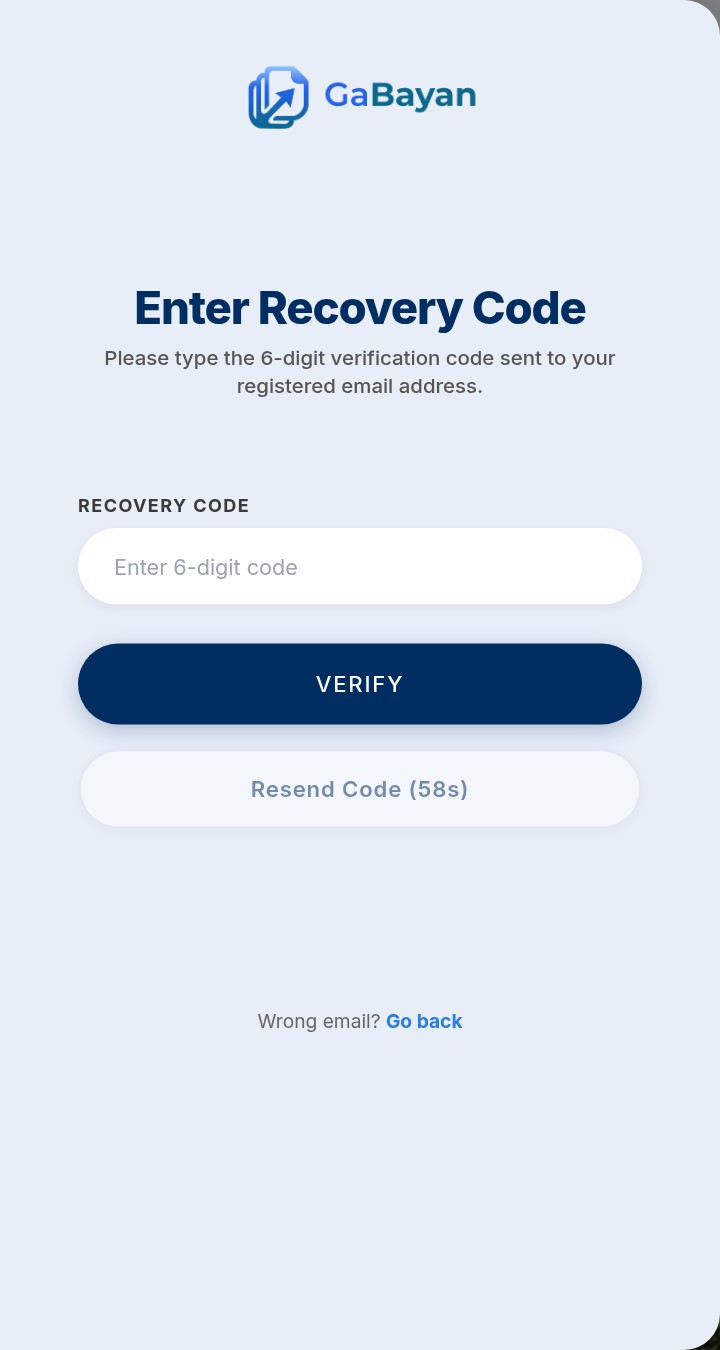 GaBayan
Enter Recovery Code
Please type the 6-digit verification code sent to your
registered email address.
RECOVERY CODE
Enter 6-digit code
VERIFY
Resend Code (58s)
Wrong email? Go back